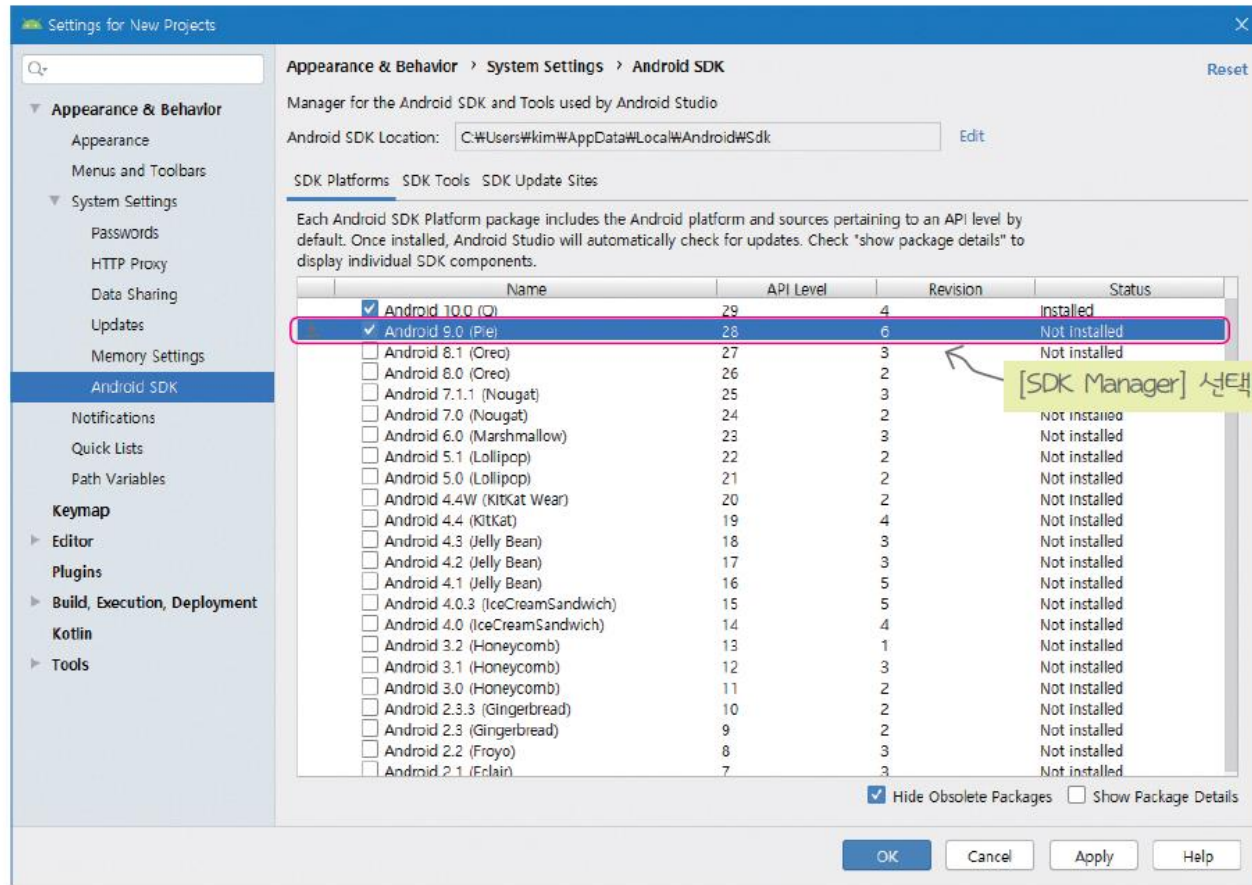 Settings for New Projects
Appearance & Behavior
Appearance
Menus and Toolbars
System Settings
Passwords
HTTP Proxy
Data Sharing
Updates
Memory Settings
Android SDK
Notifications
Quick Lists
Path Variables
Keymap
Editor
Plugins
Build, Execution, Deployment
Kotlin
Tools
Appearance & Behavior › System Settings › Android SDK
Reset
Manager for the Android SDK and Tools used by Android Studio
Android SDK Location: C:₩Users₩kim₩AppData₩Local₩Android₩Sdk Edit
SDK Platforms SDK Tools SDK Update Sites
Each Android SDK Platform package includes the Android platform and sources pertaining to an API level by
default. Once installed, Android Studio will automatically check for updates. Check "show package details" to
display individual SDK components.
Name API Level Revision Status
Android 10.0 (Q) 29 4 Installed
Android 9.0 (Pie) 28 6 Not installed
Android 8.1 (Oreo) 27 3 Not installed
Android 8.0 (Oreo) 26 2
[SDK Manager] 선택
Android 7.1.1 (Nougat) 25 3
Android 7.0 (Nougat) 24 2 Not installed
Android 6.0 (Marshmallow) 23 3 Not installed
Android 5.1 (Lollipop) 22 2 Not installed
Android 5.0 (Lollipop) 21 2 Not installed
Android 4.4W (KitKat Wear) 20 2 Not installed
Android 4.4 (KitKat) 19 4 Not installed
Android 4.3 (Jelly Bean) 18 3 Not installed
Android 4.2 (Jelly Bean) 17 3 Not installed
Android 4.1 (Jelly Bean) 16 5 Not installed
Android 4.0.3 (IceCreamSandwich) 15 5 Not installed
Android 4.0 (IceCreamSandwich) 14 4 Not installed
Android 3.2 (Honeycomb) 13 1 Not installed
Android 3.1 (Honeycomb) 12 3 Not installed
Android 3.0 (Honeycomb) 11 2 Not installed
Android 2.3.3 (Gingerbread) 10 2 Not installed
Android 2.3 (Gingerbread) 9 2 Not installed
Android 2.2 (Froyo) 8 3 Not installed
Android 2.1 (Eclair) 7 3 Not installed
Hide Obsolete Packages Show Package Details
OK Cancel Apply Help